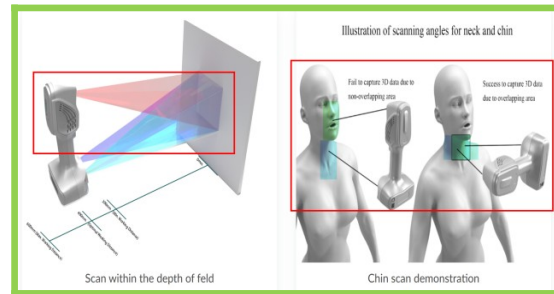 Illustration of scanning angles for neck and chin
Fail to capture 3D data due to
non-overlapping area
Success to capture 3D data
due to overlapping area
Scan within the depth of feld
Chin scan demonstration